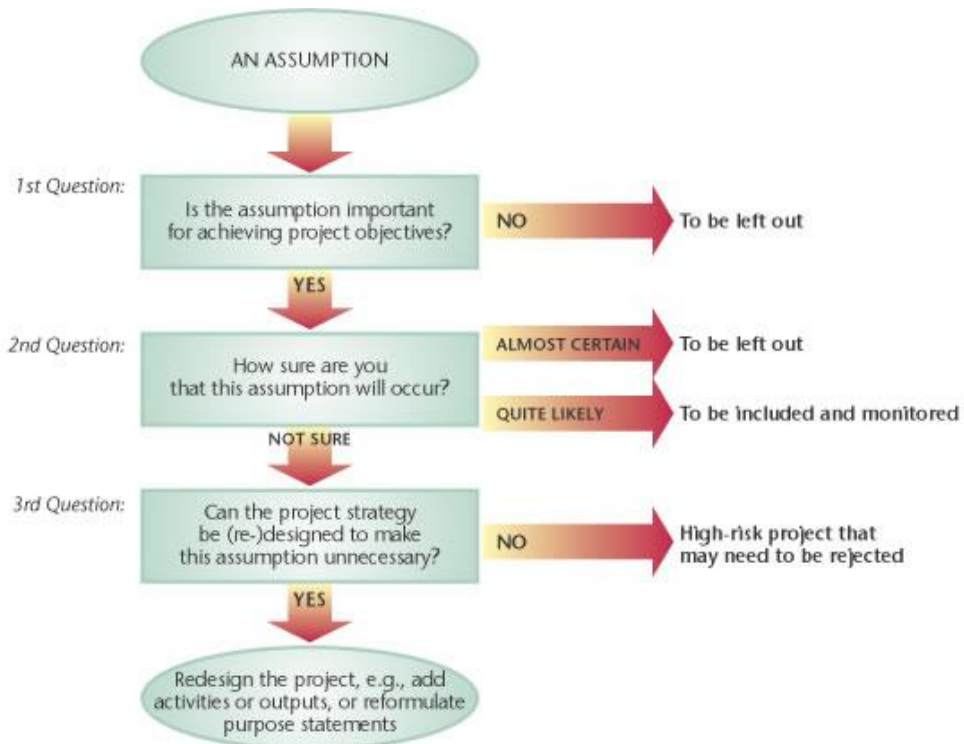 AN ASSUMPTION
1st Question:
Is the assumption important
for achieving project objectives?
NO
To be left out
YES
2nd Question:
How sure are you
that this assumption will occur?
ALMOST CERTAIN
To be left out
QUITE LIKELY
To be included and monitored
NOT SURE
3rd Question:
Can the project strategy
be (re-)designed to make
this assumption unnecessary?
NO
High-risk project that
may need to be rejected
YES
Redesign the project, e.g., add
activities or outputs, or reformulate
purpose statements